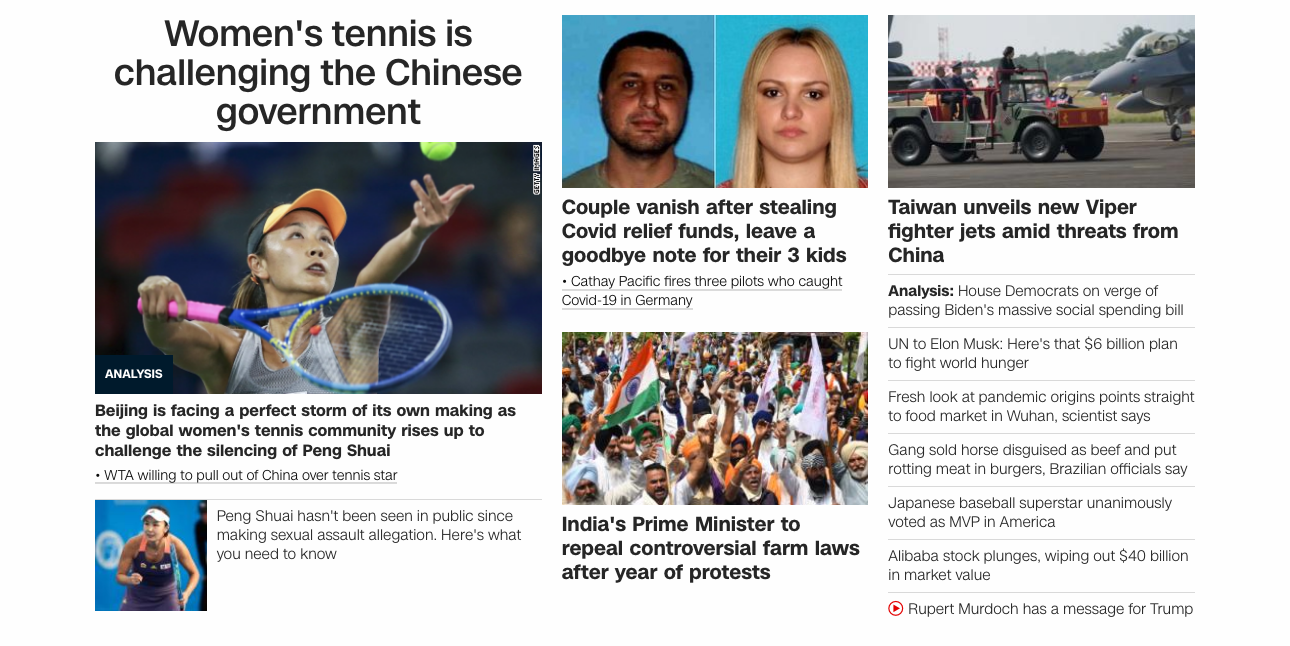 Women's tennis is
challenging the Chinese
government
GETTY IMAGES
ANALYSIS
Beijing is facing a perfect storm of its own making as
the global women's tennis community rises up to
challenge the silencing of Peng Shuai
• WTA willing to pull out of China over tennis star
Peng Shuai hasn't been seen in public since
making sexual assault allegation. Here's what
you need to know
Couple vanish after stealing
Covid relief funds, leave a
goodbye note for their 3 kids
• Cathay Pacific fires three pilots who caught
Covid-19 in Germany
India's Prime Minister to
repeal controversial farm laws
after year of protests
Taiwan unveils new Viper
fighter jets amid threats from
China
Analysis: House Democrats on verge of
passing Biden's massive social spending bill
UN to Elon Musk: Here's that $6 billion plan
to fight world hunger
Fresh look at pandemic origins points straight
to food market in Wuhan, scientist says
Gang sold horse disguised as beef and put
rotting meat in burgers, Brazilian officials say
Japanese baseball superstar unanimously
voted as MVP in America
Alibaba stock plunges, wiping out $40 billion
in market value
Rupert Murdoch has a message for Trump